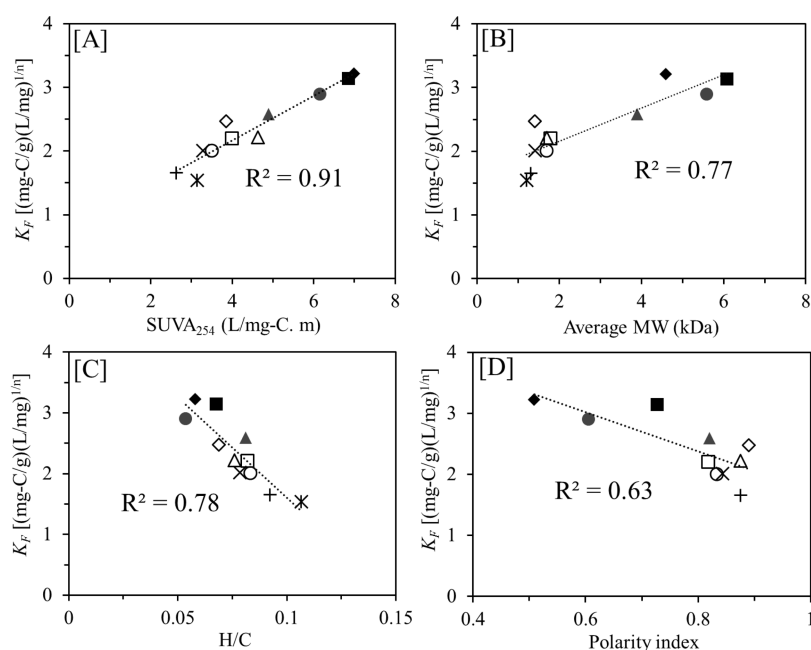 [A]
4
3
2
1
0
K_F [(mg-C/g)(L/mg)^{1/n}]
R² = 0.91
0 2 4 6 8
SUVA₂₅₄ (L/mg-C. m)
[B]
4
3
2
1
0
K_F [(mg-C/g)(L/mg)^{1/n}]
R² = 0.77
0 2 4 6 8
Average MW (kDa)
[C]
4
3
2
1
0
K_F [(mg-C/g)(L/mg)^{1/n}]
R² = 0.78
0 0.05 0.1 0.15
H/C
[D]
4
3
2
1
0
K_F [(mg-C/g)(L/mg)^{1/n}]
R² = 0.63
0.4 0.6 0.8 1
Polarity index